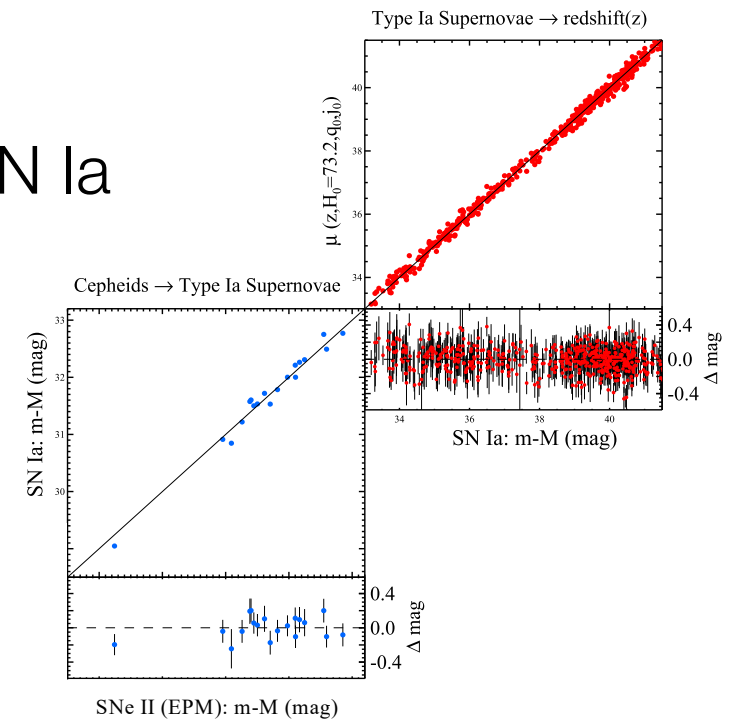 Type Ia Supernovae → redshift(z)
N Ia
μ (z,H₀=73.2,q₀,j₀)
40
38
36
34
Cepheids → Type Ia Supernovae
SN Ia: m-M (mag)
33
32
31
30
0.4
0.0
-0.4
Δ mag
34 36 38 40
SN Ia: m-M (mag)
0.4
0.0
-0.4
Δ mag
SNe II (EPM): m-M (mag)